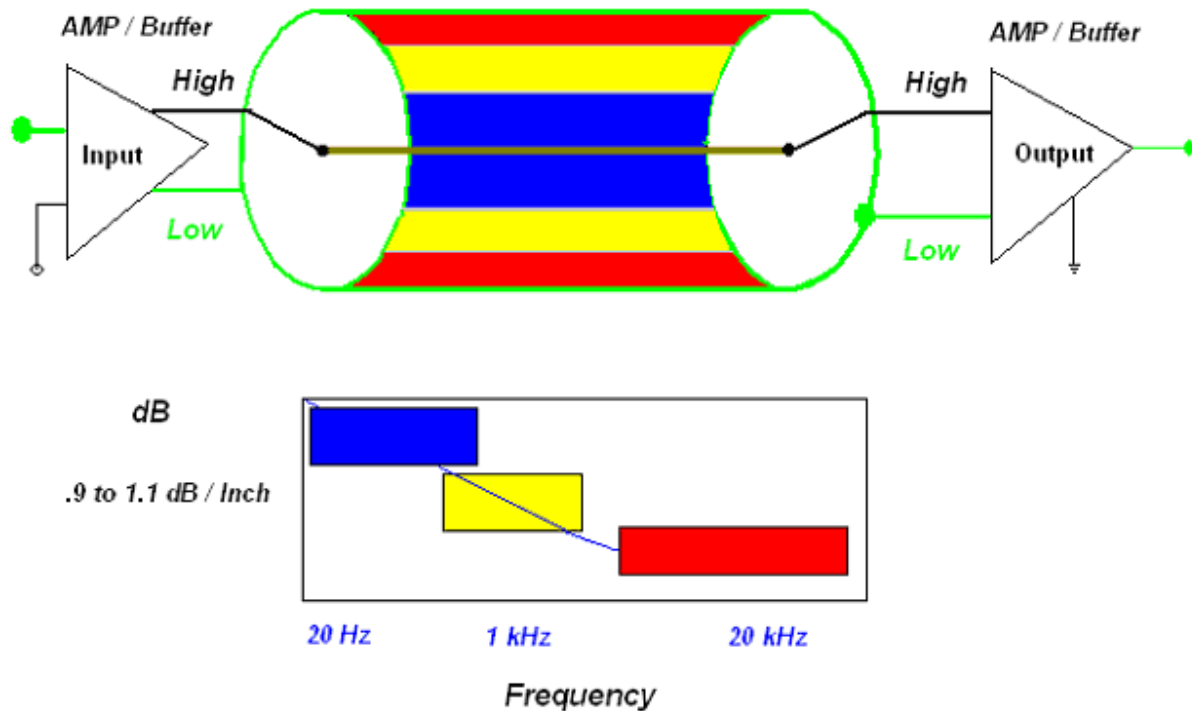 AMP / Buffer
AMP / Buffer
High
High
Input
Output
Low
Low
dB
.9 to 1.1 dB / Inch
20 Hz 1 kHz 20 kHz
Frequency